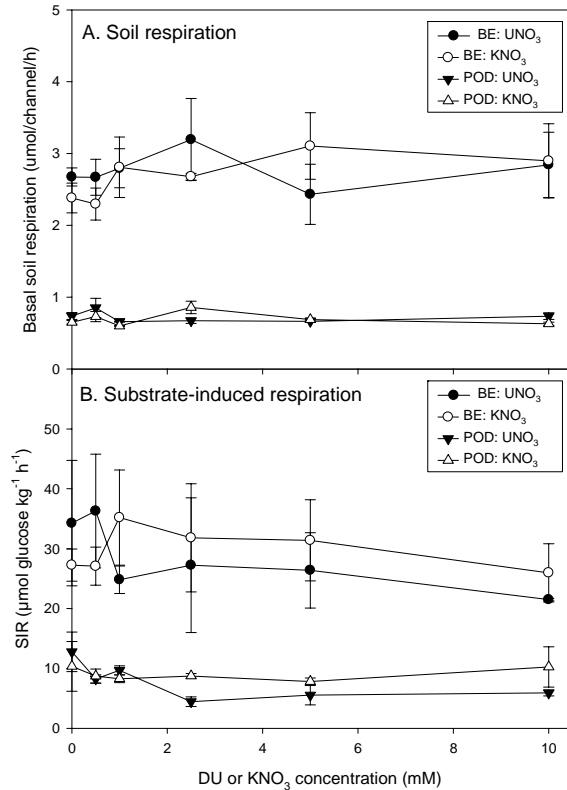 A. Soil respiration
BE: UNO₃
BE: KNO₃
POD: UNO₃
POD: KNO₃
Basal soil respiration (umol/channel/h)
5
4
3
2
1
0
B. Substrate-induced respiration
BE: UNO₃
BE: KNO₃
POD: UNO₃
POD: KNO₃
SIR (µmol glucose kg⁻¹ h⁻¹)
50
40
30
20
10
0
0 2 4 6 8 10
DU or KNO₃ concentration (mM)